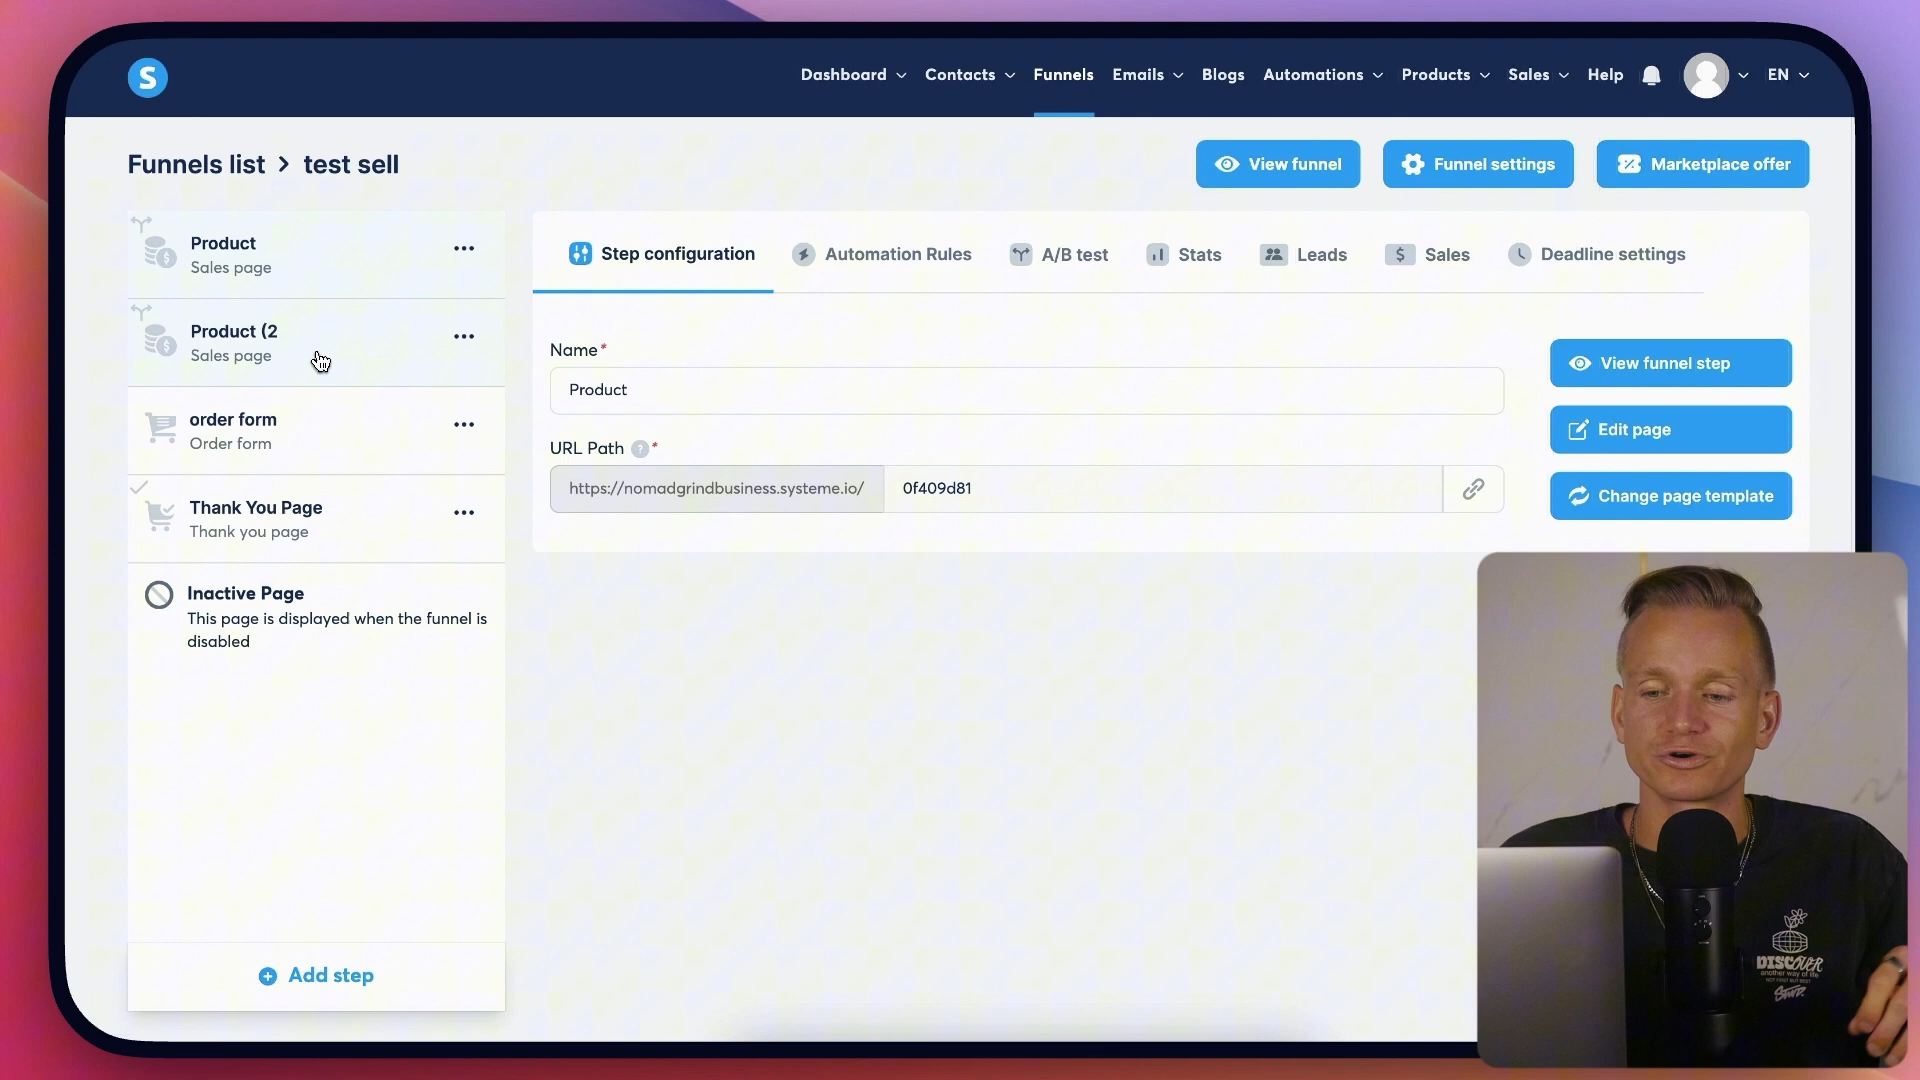 S
Dashboard Contacts Funnels Emails Blogs Automations Products Sales Help EN
Funnels list > test sell
View funnel
Funnel settings
Marketplace offer
Product
Sales page
Product (2
Sales page
order form
Order form
Thank You Page
Thank you page
Inactive Page
This page is displayed when the funnel is
disabled
Add step
Step configuration
Automation Rules
A/B test
Stats
Leads
Sales
Deadline settings
Name*
Product
URL Path ? *
https://nomadgrindbusiness.systeme.io/
0f409d81
View funnel step
Edit page
Change page template
DISCOVER
another way of life
NOT FIRST BUT BEST